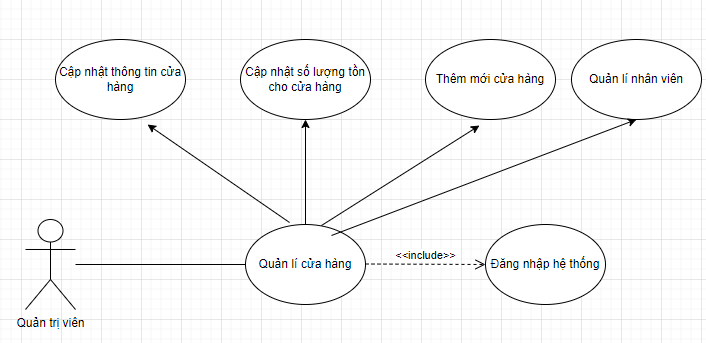 Cập nhật thông tin cửa
hàng
Cập nhật số lượng tồn
cho cửa hàng
Thêm mới cửa hàng
Quản lí nhân viên
Quản lí cửa hàng
<<include>>
Đăng nhập hệ thống
Quản trị viên